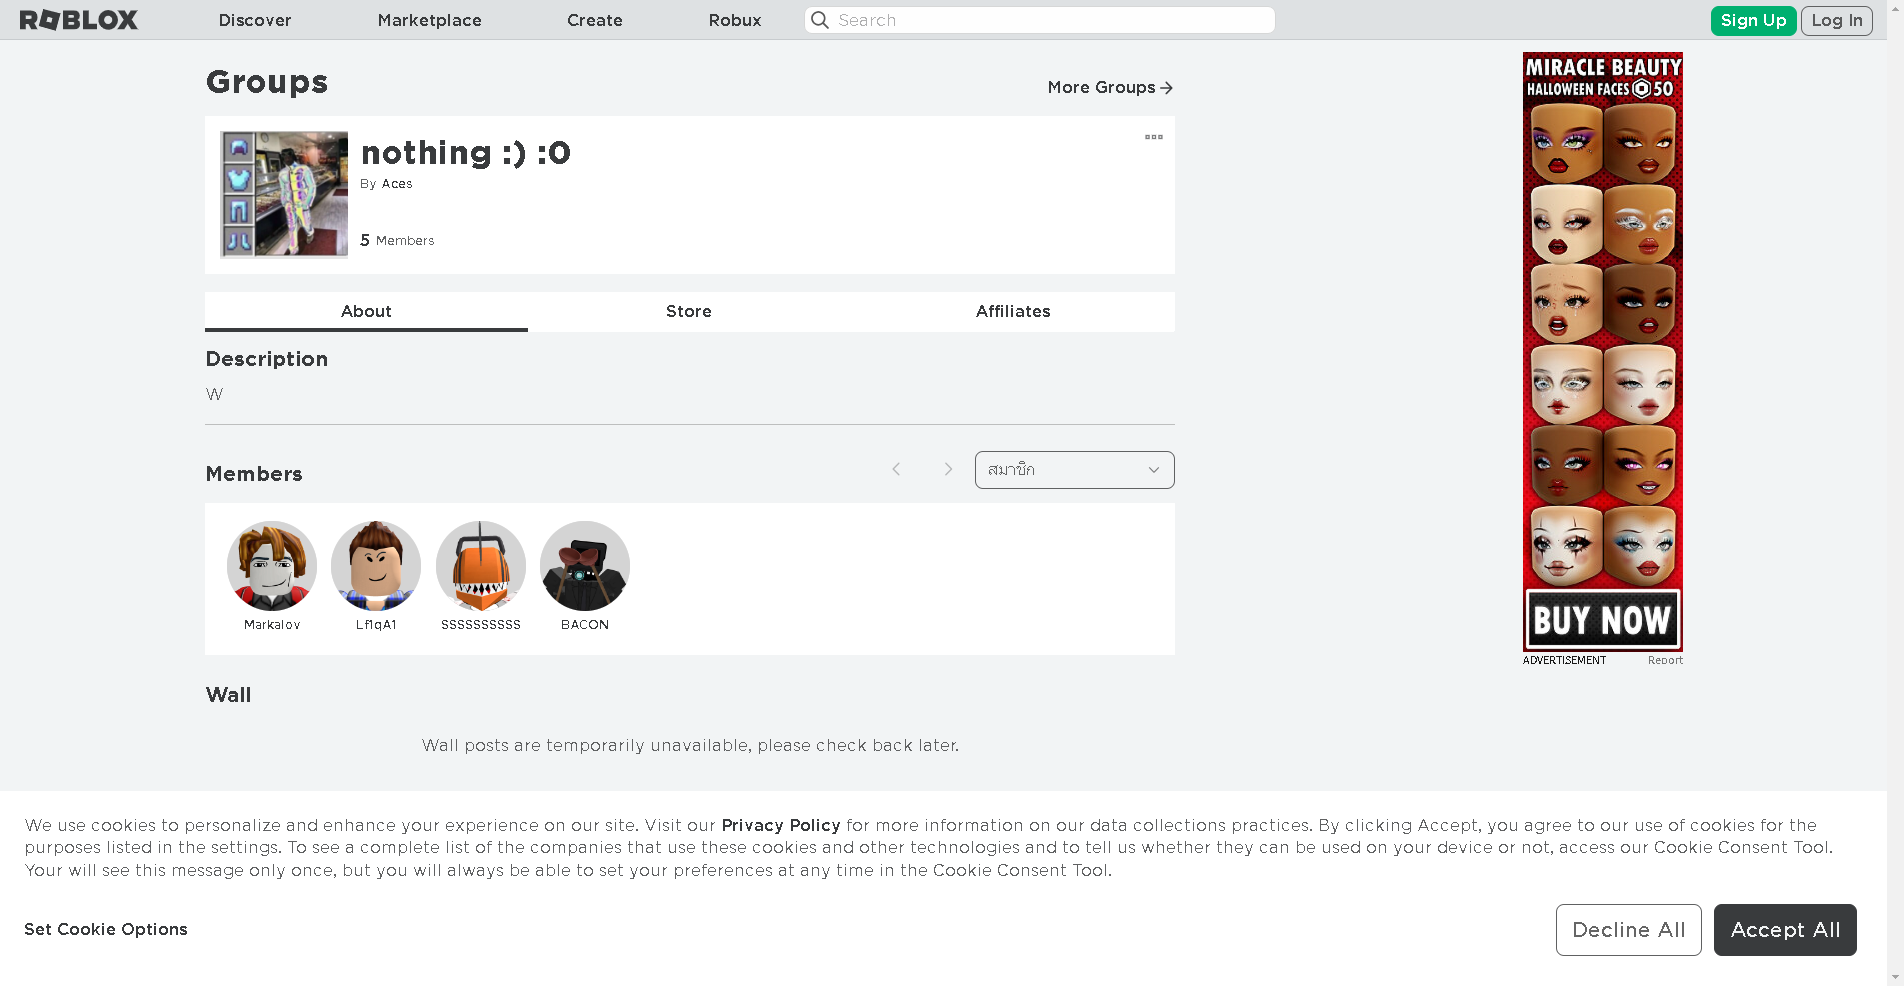 ROBLOX
Discover
Marketplace
Create
Robux
Search
Sign Up
Log In
Groups
More Groups
nothing :) :0
By Aces
5 Members
About
Store
Affiliates
Description
W
Members
สมาชิก
Markalov
Lf1qA1
SSSSSSSSSS
BACON
Wall
Wall posts are temporarily unavailable, please check back later.
MIRACLE BEAUTY
HALLOWEEN FACES 50
BUY NOW
ADVERTISEMENT
Report
We use cookies to personalize and enhance your experience on our site. Visit our Privacy Policy for more information on our data collections practices. By clicking Accept, you agree to our use of cookies for the
purposes listed in the settings. To see a complete list of the companies that use these cookies and other technologies and to tell us whether they can be used on your device or not, access our Cookie Consent Tool.
Your will see this message only once, but you will always be able to set your preferences at any time in the Cookie Consent Tool.
Set Cookie Options
Decline All
Accept All